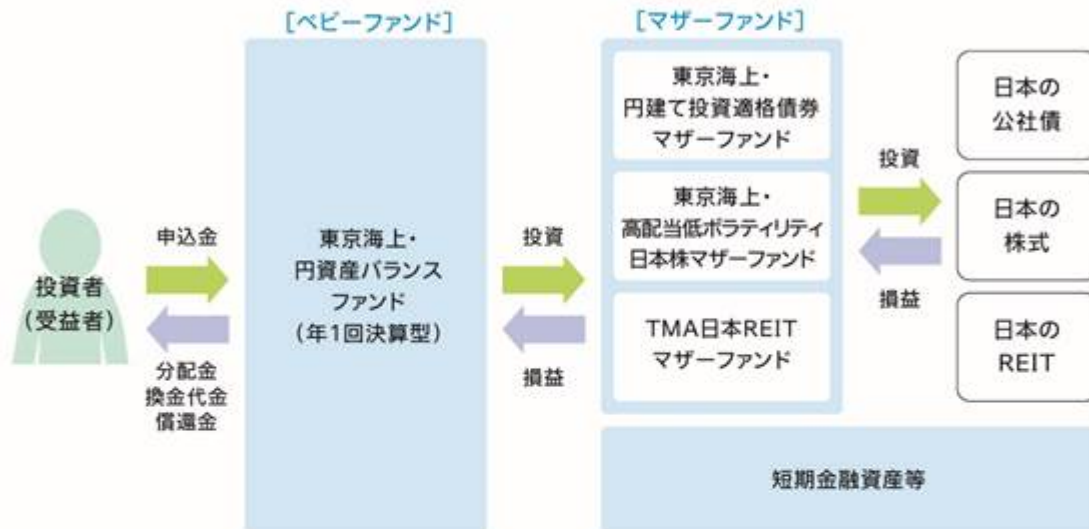 [ベビーファンド]
[マザーファンド]
投資者
(受益者)
申込金
分配金
換金代金
償還金
東京海上・
円資産バランス
ファンド
(年1回決算型)
投資
損益
東京海上・
円建て投資適格債券
マザーファンド
東京海上・
高配当低ボラティリティ
日本株マザーファンド
TMA日本REIT
マザーファンド
投資
損益
日本の
公社債
日本の
株式
日本の
REIT
短期金融資産等